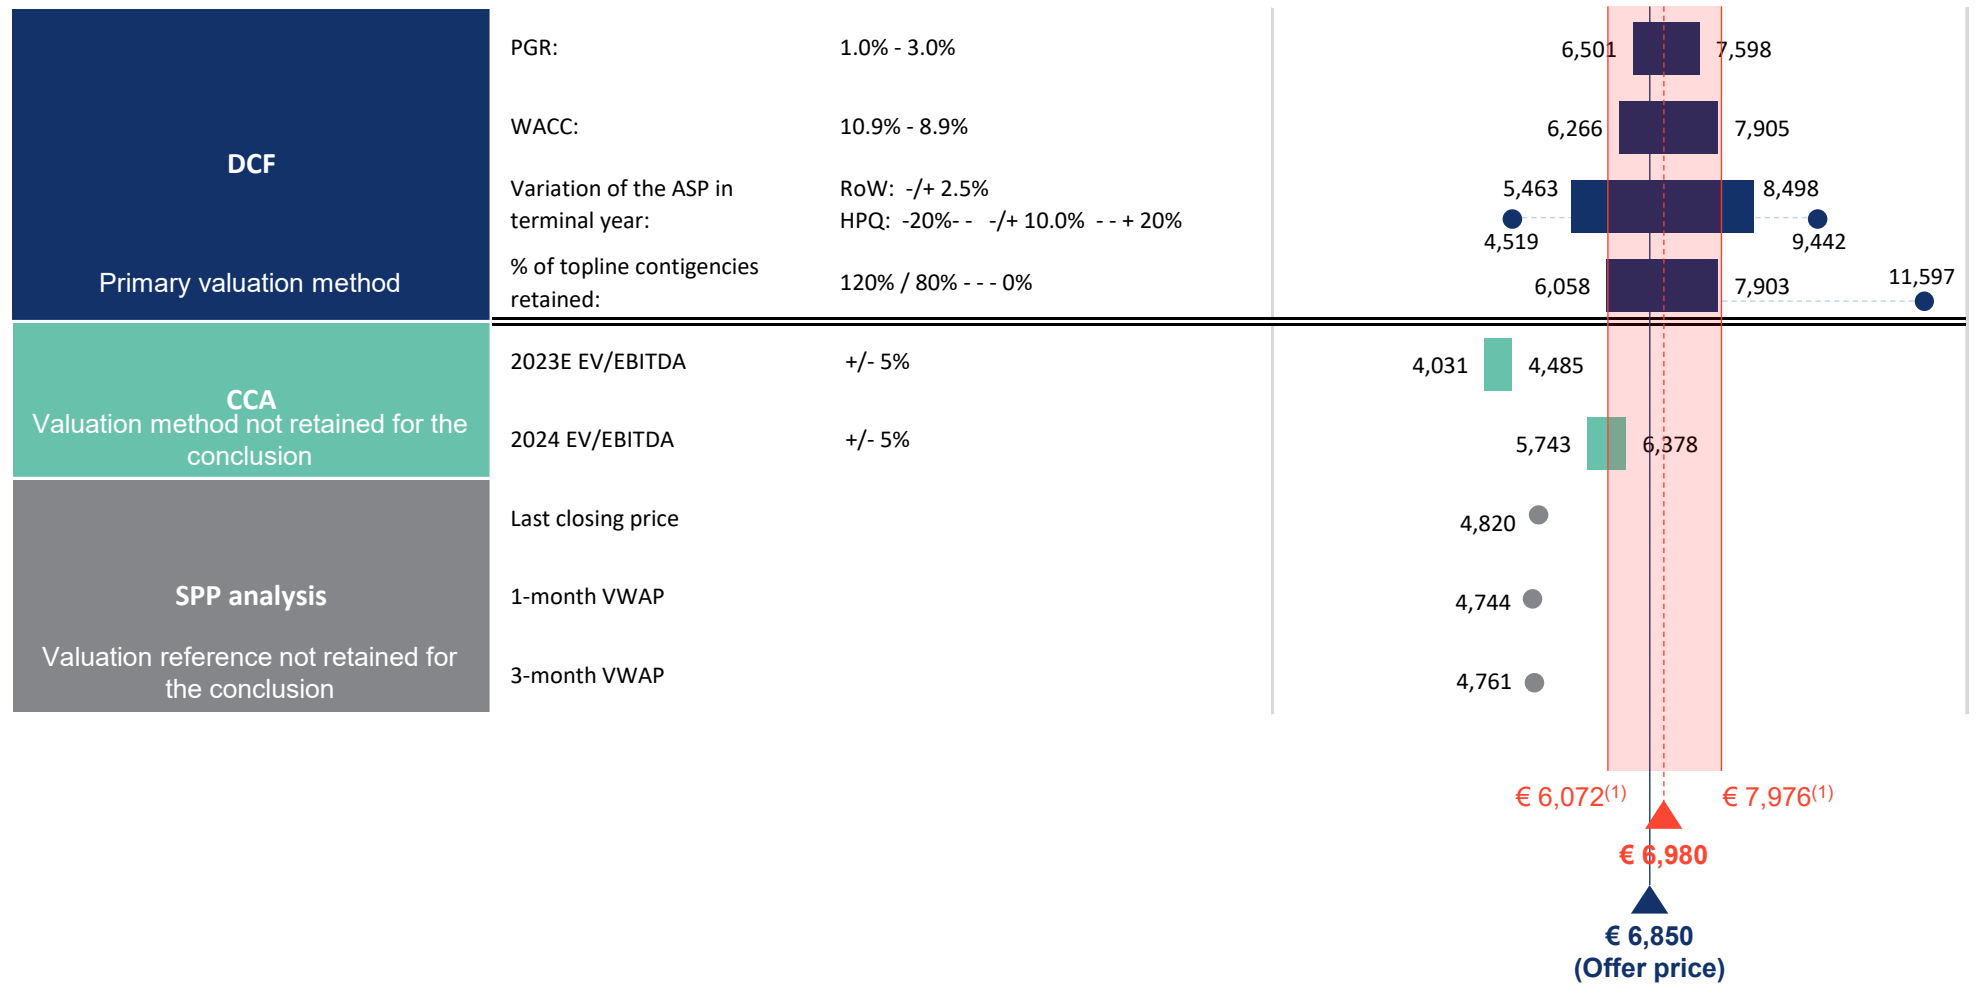 DCF
Primary valuation method
PGR:
1.0% - 3.0%
6,501
7,598
WACC:
10.9% - 8.9%
6,266
7,905
Variation of the ASP in
terminal year:
RoW:  -/+ 2.5%
HPQ:  -20%- -   -/+ 10.0%  - - + 20%
5,463
8,498
4,519
9,442
% of topline contigencies
retained:
120% / 80% - - - 0%
6,058
7,903
11,597
CCA
Valuation method not retained for the
conclusion
2023E EV/EBITDA
+/- 5%
4,031
4,485
2024 EV/EBITDA
+/- 5%
5,743
6,378
SPP analysis
Valuation reference not retained for
the conclusion
Last closing price
4,820
1-month VWAP
4,744
3-month VWAP
4,761
€ 6,072(1)
€ 7,976(1)
€ 6,980
€ 6,850
(Offer price)